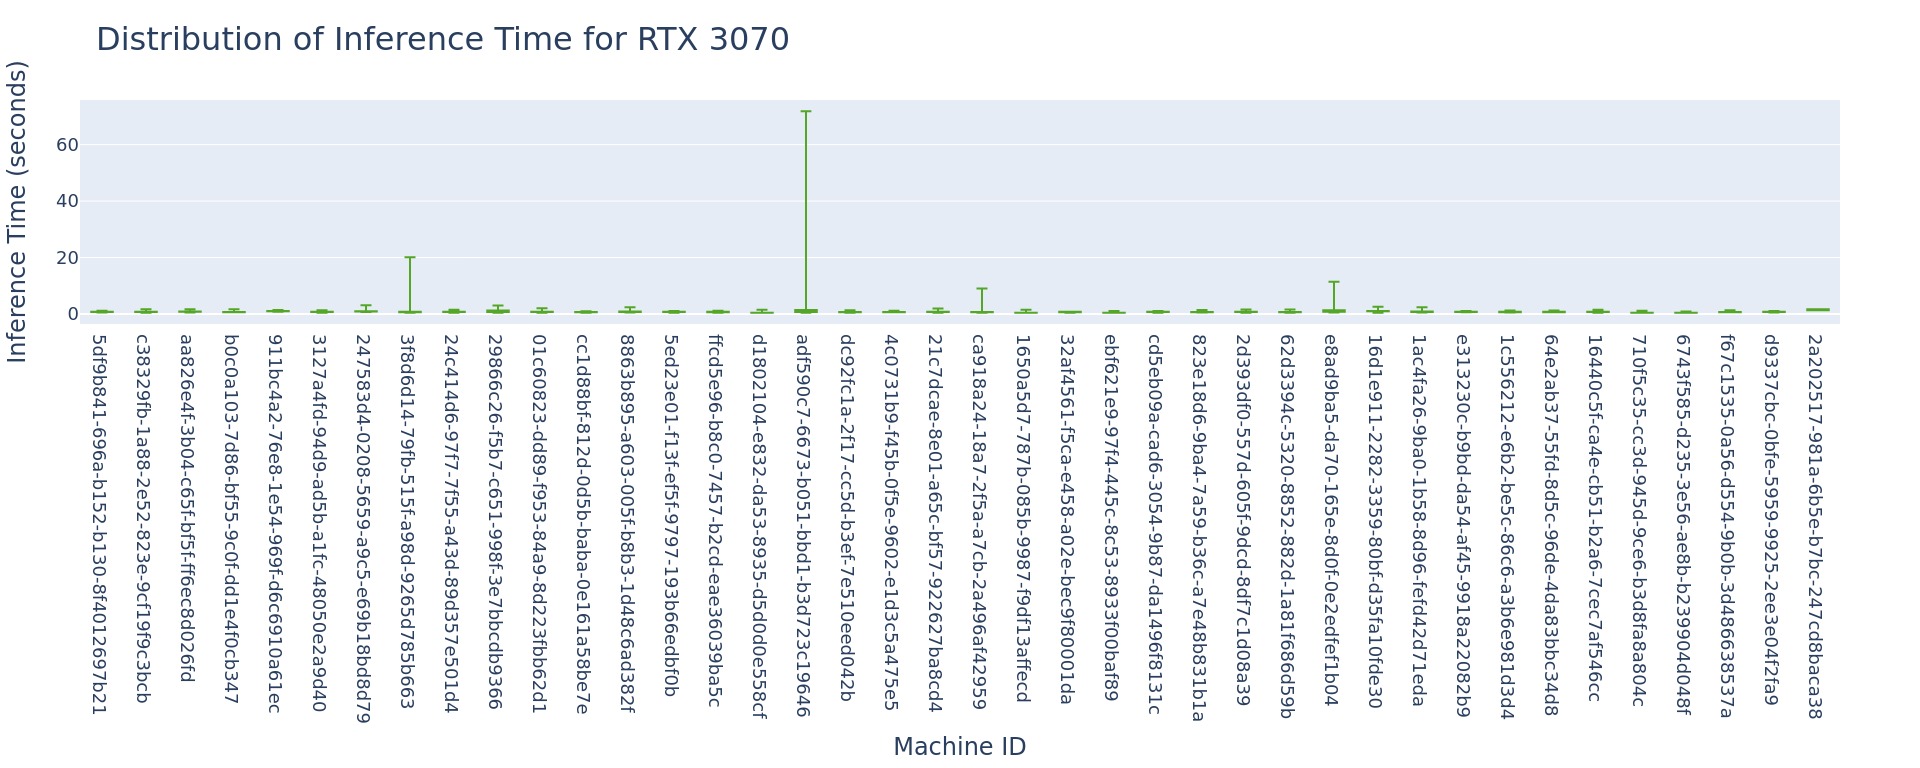 Distribution of Inference Time for RTX 3070
Inference Time (seconds)
60
40
20
0
5df9b841-696a-b152-b130-8f4012697b21
c38329fb-1a88-2e52-823e-9cf19f9c3bcb
aa826e4f-3b04-c65f-bf5f-ff6ec8d026fd
b0c0a103-7d86-bf55-9c0f-dd1e4f0cb347
911bc4a2-76e8-1e54-969f-d6c6910a61ec
3127a4fd-94d9-ad5b-a1fc-48050e2a9d40
247583d4-0208-5659-a9c5-e69b18bd8d79
3f8d6d14-79fb-515f-a98d-9265d785b663
24c414d6-97f7-7f55-a43d-89d357e501d4
29866c26-f5b7-c651-998f-3e7bbcdb9366
01c60823-dd89-f953-84a9-8d223fbb62d1
cc1d88bf-812d-0d5b-baba-0e161a58be7e
8863b895-a603-005f-b8b3-1d48c6ad382f
5ed23e01-f13f-ef5f-9797-193b66edbf0b
ffcd5e96-b8c0-7457-b2cd-eae36039ba5c
d1802104-e832-da53-8935-d5d0d0e558cf
adf590c7-6673-b051-bbd1-b3d723c19646
dc92fc1a-2f17-cc5d-b3ef-7e510eed042b
4c0731b9-f45b-0f5e-9602-e1d3c5a475e5
21c7dcae-8e01-a65c-bf57-922627ba8cd4
ca918a24-18a7-2f5a-a7cb-2a496af42959
1650a5d7-787b-085b-9987-f9df13affecd
32af4561-f5ca-e458-a02e-bec9f80001da
ebf621e9-97f4-445c-8c53-8933f00baf89
cd5eb09a-cad6-3054-9b87-da1496f8131c
823e18d6-9ba4-7a59-b36c-a7e48b831b1a
2d393df0-557d-605f-9dcd-8df7c1d08a39
62d3394c-5320-8852-882d-1a81f686d59b
e8ad9ba5-da70-165e-8d0f-0e2edfef1b04
16d1e911-2282-3359-80bf-d35fa10fde30
1ac4fa26-9ba0-1b58-8d96-fefd42d71eda
e313230c-b9bd-da54-af45-9918a22082b9
1c556212-e6b2-be5c-86c6-a3b6e981d3d4
64e2ab37-55fd-8d5c-96de-4da83bbc34d8
16440c5f-ca4e-cb51-b2a6-7cec7af546cc
710f5c35-cc3d-945d-9ce6-b3d8fa8a804c
6743f585-d235-3e56-ae8b-b239904d048f
f67c1535-0a56-d554-9b0b-3d486638537a
d9337cbc-0bfe-5959-9925-2ee3e04f2fa9
2a202517-981a-6b5e-b7bc-247cd8baca38
Machine ID